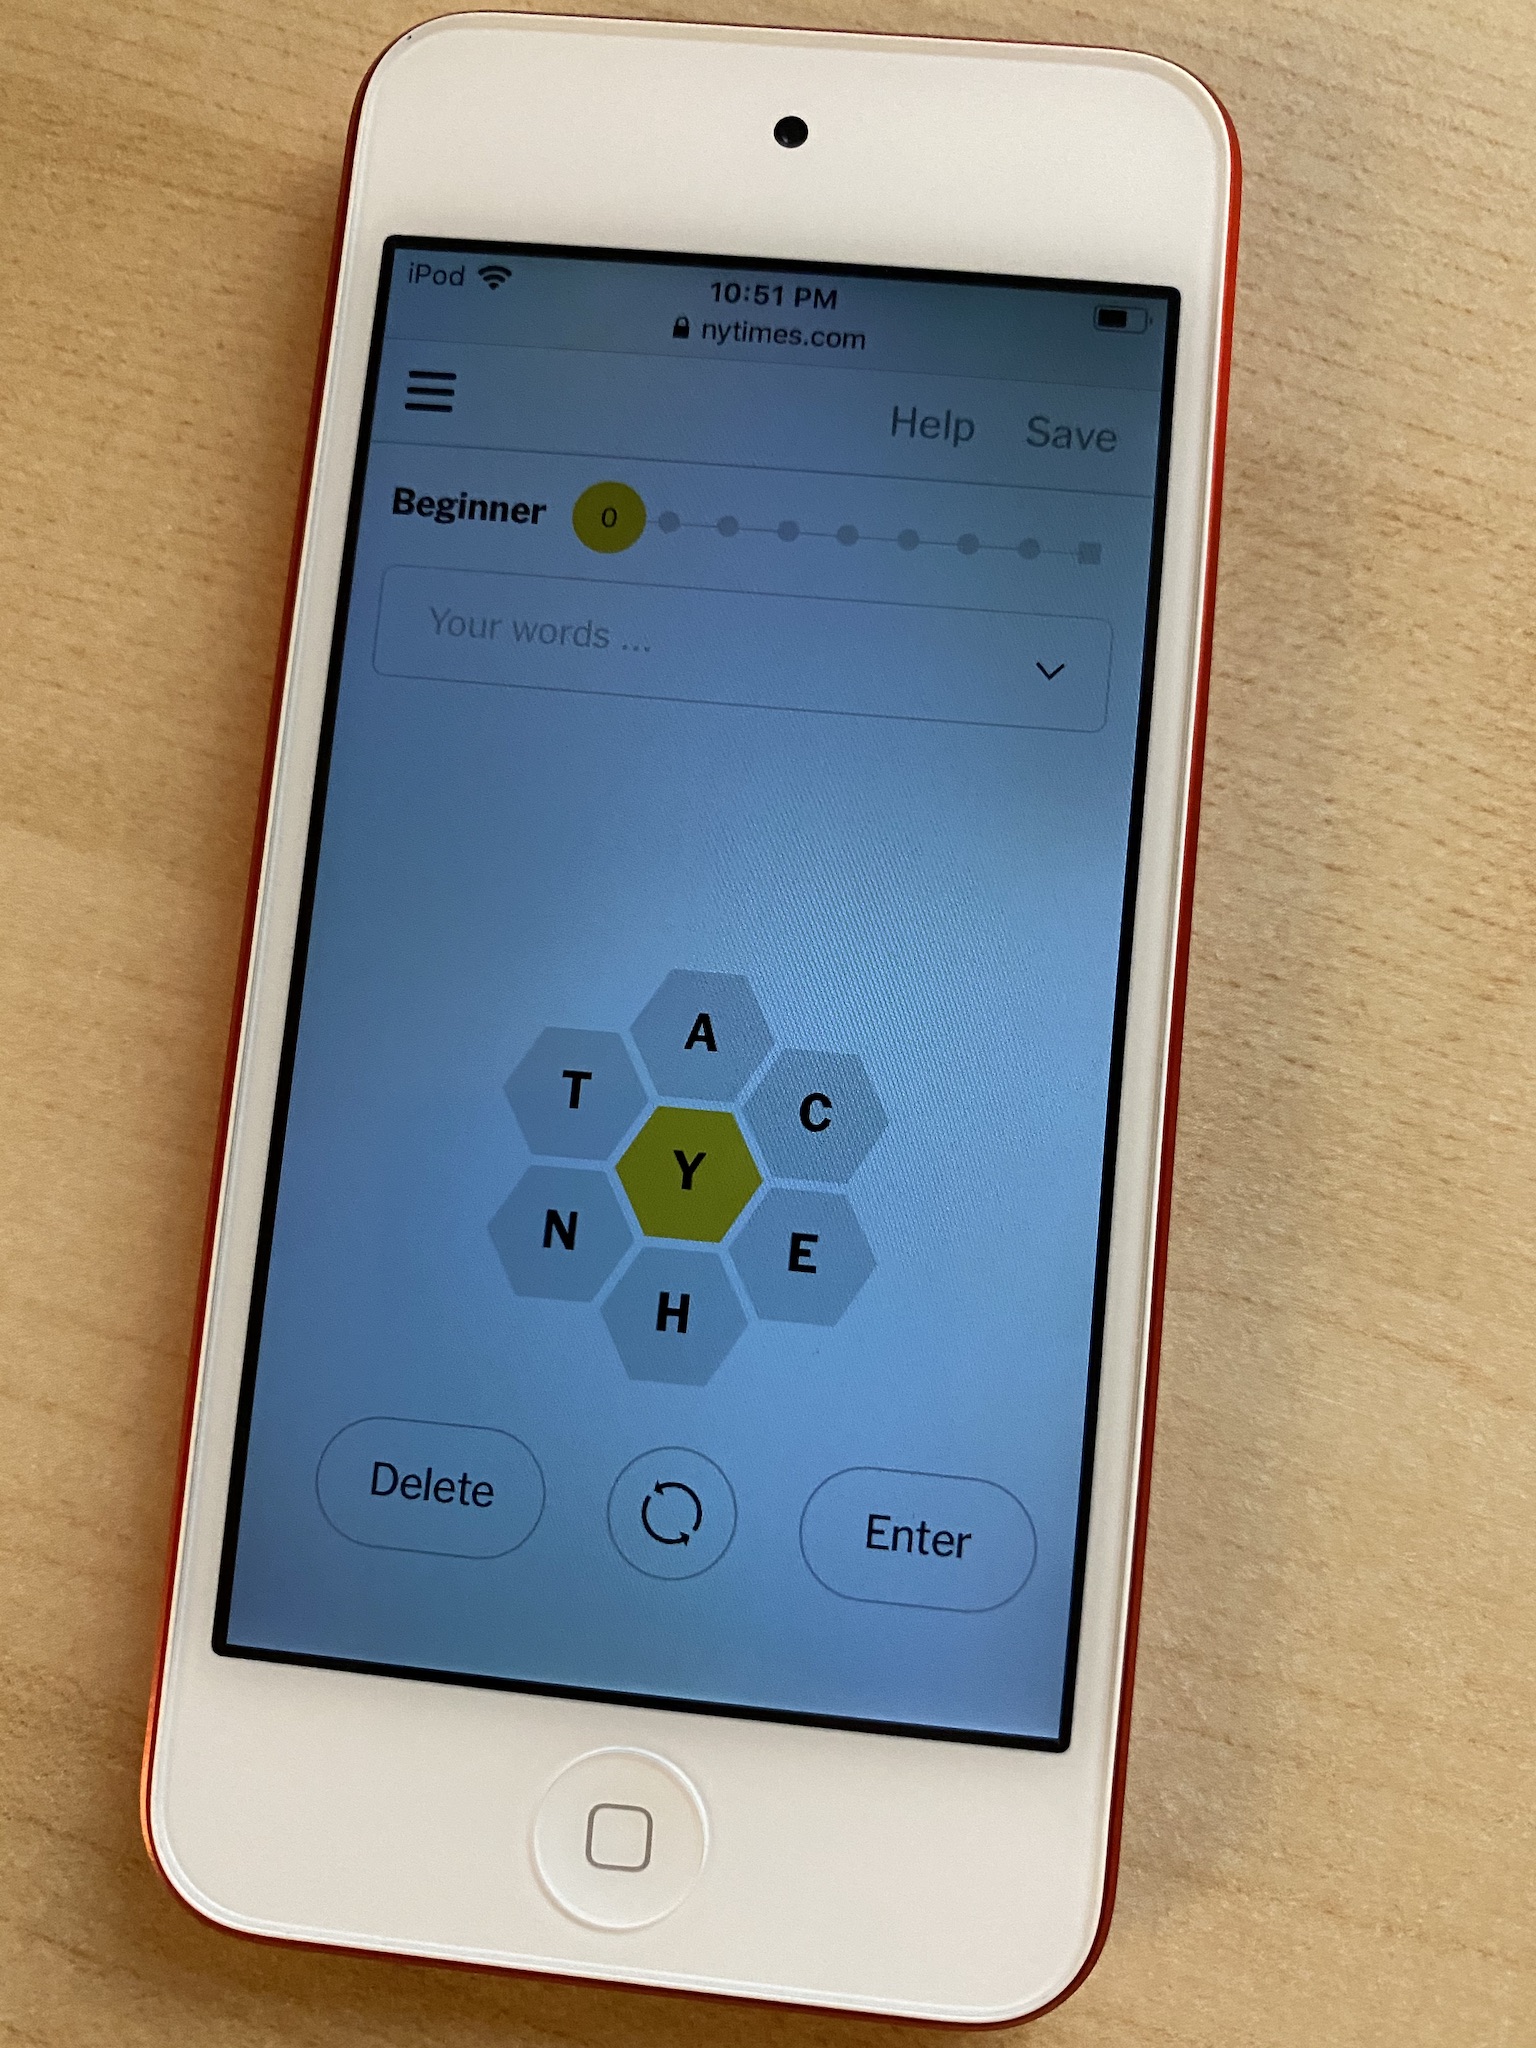 iPod 10:51 PM
nytimes.com
Help Save
Beginner 0
Your words ...
A
T C
Y
N E
H
Delete Enter